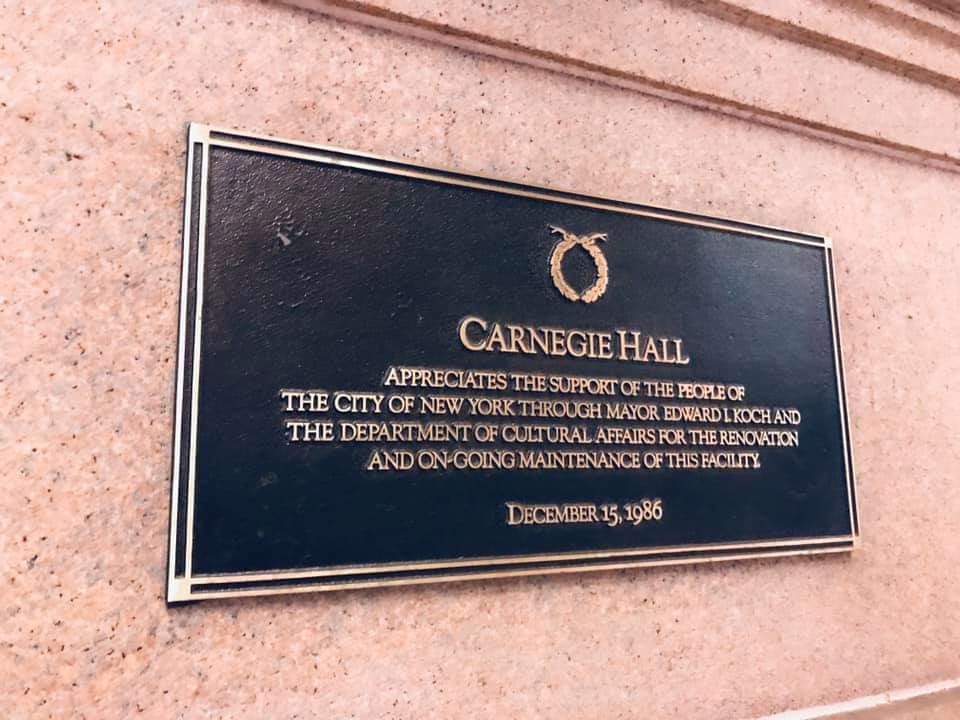 CARNEGIE HALL
APPRECIATES THE SUPPORT OF THE PEOPLE OF
THE CITY OF NEW YORK THROUGH MAYOR EDWARD I. KOCH AND
THE DEPARTMENT OF CULTURAL AFFAIRS FOR THE RENOVATION
AND ON-GOING MAINTENANCE OF THIS FACILITY.
DECEMBER 15, 1986